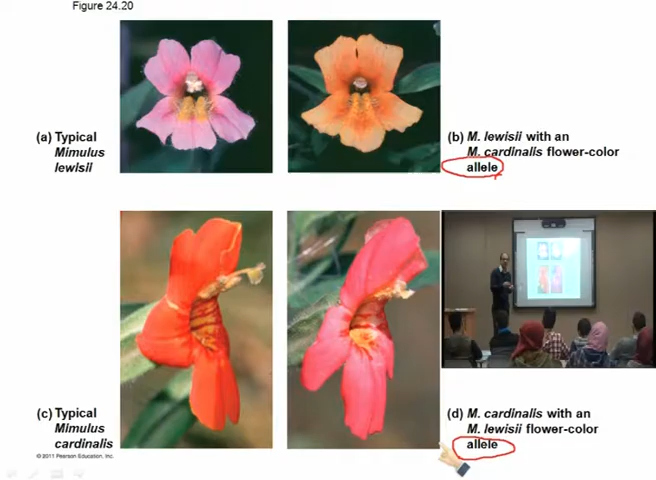 Figure 24.20
(a) Typical
Mimulus
lewisii
(b) M. lewisii with an
M. cardinalis flower-color
allele
(c) Typical
Mimulus
cardinalis
(d) M. cardinalis with an
M. lewisii flower-color
allele
© 2011 Pearson Education, Inc.